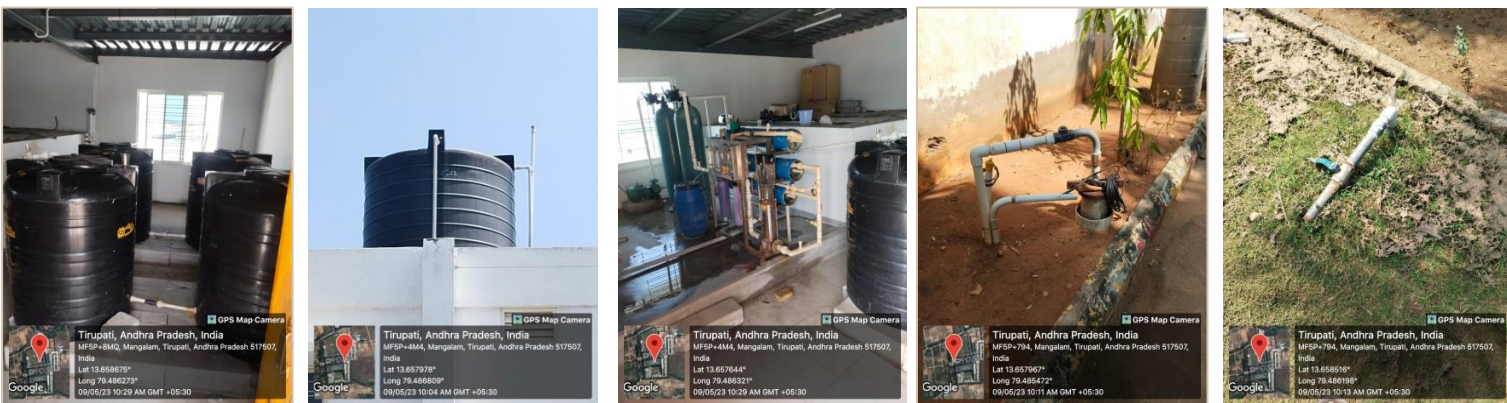 GPS Map Camera
Tirupati, Andhra Pradesh, India
MF5P+8MQ, Mangalam, Tirupati, Andhra Pradesh 517507,
India
Lat 13.658675°
Long 79.486273°
09/05/23 10:29 AM GMT +05:30
Google
GPS Map Camera
Tirupati, Andhra Pradesh, India
MF5P+4M4, Mangalam, Tirupati, Andhra Pradesh 517507,
India
Lat 13.657978°
Long 79.486809°
09/05/23 10:04 AM GMT +05:30
Google
GPS Map Camera
Tirupati, Andhra Pradesh, India
MF5P+4M4, Mangalam, Tirupati, Andhra Pradesh 517507,
India
Lat 13.657644°
Long 79.486321°
09/05/23 10:29 AM GMT +05:30
Google
GPS Map Camera
Tirupati, Andhra Pradesh, India
MF5P+794, Mangalam, Tirupati, Andhra Pradesh 517507,
India
Lat 13.657967°
Long 79.485472°
09/05/23 10:11 AM GMT +05:30
Google
GPS Map Camera
Tirupati, Andhra Pradesh, India
MF5P+794, Mangalam, Tirupati, Andhra Pradesh 517507,
India
Lat 13.658516°
Long 79.486198°
09/05/23 10:13 AM GMT +05:30
Google